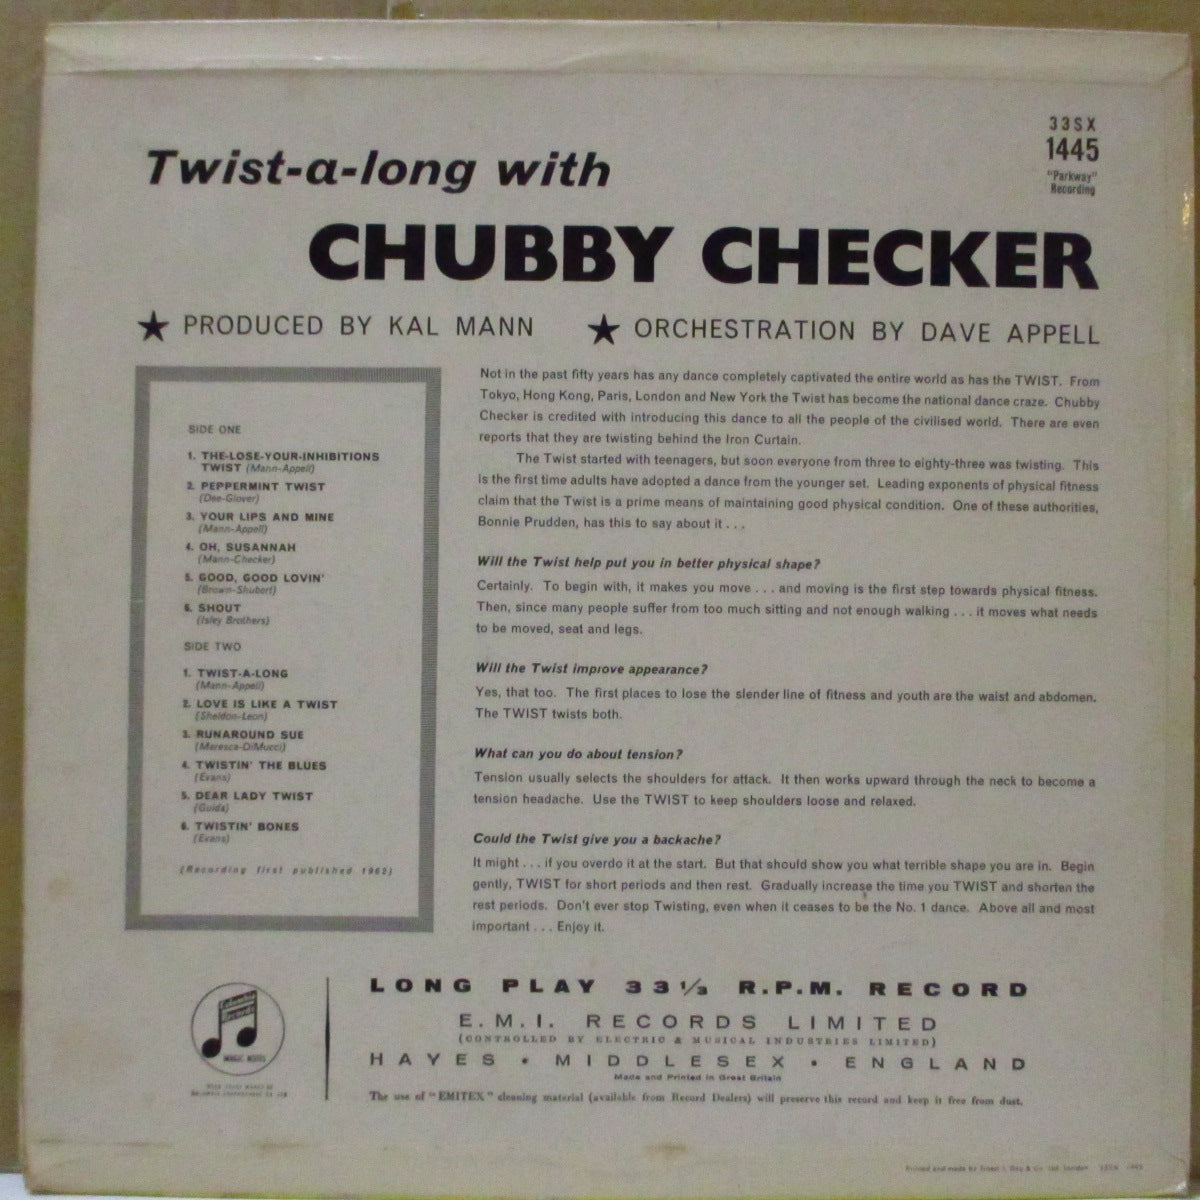 33SX
1445
"Parkway"
Recording
Twist-a-long with
CHUBBY CHECKER
★ PRODUCED BY KAL MANN ★ ORCHESTRATION BY DAVE APPELL
SIDE ONE
1. THE-LOSE-YOUR-INHIBITIONS
TWIST (Mann-Appell)
2. PEPPERMINT TWIST
(Dee-Glover)
3. YOUR LIPS AND MINE
(Mann-Appell)
4. OH, SUSANNAH
(Mann-Checker)
5. GOOD, GOOD LOVIN'
(Brown-Shubert)
6. SHOUT
(Isley Brothers)
SIDE TWO
1. TWIST-A-LONG
(Mann-Appell)
2. LOVE IS LIKE A TWIST
(Sheldon-Leon)
3. RUNAROUND SUE
(Maresca-DiMucci)
4. TWISTIN' THE BLUES
(Evans)
5. DEAR LADY TWIST
(Guida)
6. TWISTIN' BONES
(Evans)
(Recording first published 1962)
Not in the past fifty years has any dance completely captivated the entire world as has the TWIST. From
Tokyo, Hong Kong, Paris, London and New York the Twist has become the national dance craze. Chubby
Checker is credited with introducing this dance to all the people of the civilised world. There are even
reports that they are twisting behind the Iron Curtain.
The Twist started with teenagers, but soon everyone from three to eighty-three was twisting. This
is the first time adults have adopted a dance from the younger set. Leading exponents of physical fitness
claim that the Twist is a prime means of maintaining good physical condition. One of these authorities,
Bonnie Prudden, has this to say about it . . .
Will the Twist help put you in better physical shape?
Certainly. To begin with, it makes you move . . . and moving is the first step towards physical fitness.
Then, since many people suffer from too much sitting and not enough walking . . . it moves what needs
to be moved, seat and legs.
Will the Twist improve appearance?
Yes, that too. The first places to lose the slender line of fitness and youth are the waist and abdomen.
The TWIST twists both.
What can you do about tension?
Tension usually selects the shoulders for attack. It then works upward through the neck to become a
tension headache. Use the TWIST to keep shoulders loose and relaxed.
Could the Twist give you a backache?
It might . . . if you overdo it at the start. But that should show you what terrible shape you are in. Begin
gently, TWIST for short periods and then rest. Gradually increase the time you TWIST and shorten the
rest periods. Don't ever stop Twisting, even when it ceases to be the No. 1 dance. Above all and most
important . . . Enjoy it.
Columbia
Records
MAGIC NOTES
LONG PLAY 33⅓ R.P.M. RECORD
E.M.I. RECORDS LIMITED
(CONTROLLED BY ELECTRIC & MUSICAL INDUSTRIES LIMITED)
HAYES • MIDDLESEX • ENGLAND
Made and Printed in Great Britain
The use of "EMITEX" cleaning material (available from Record Dealers) will preserve this record and keep it free from dust.
Printed and made by Ernest J. Day & Co. Ltd. London